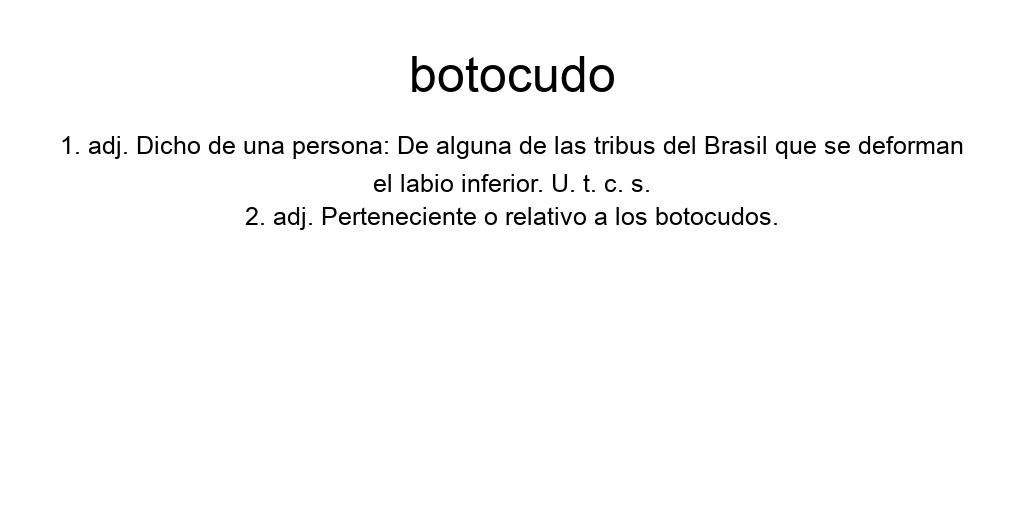 botocudo
1. adj. Dicho de una persona: De alguna de las tribus del Brasil que se deforman
el labio inferior. U. t. c. s.
2. adj. Perteneciente o relativo a los botocudos.